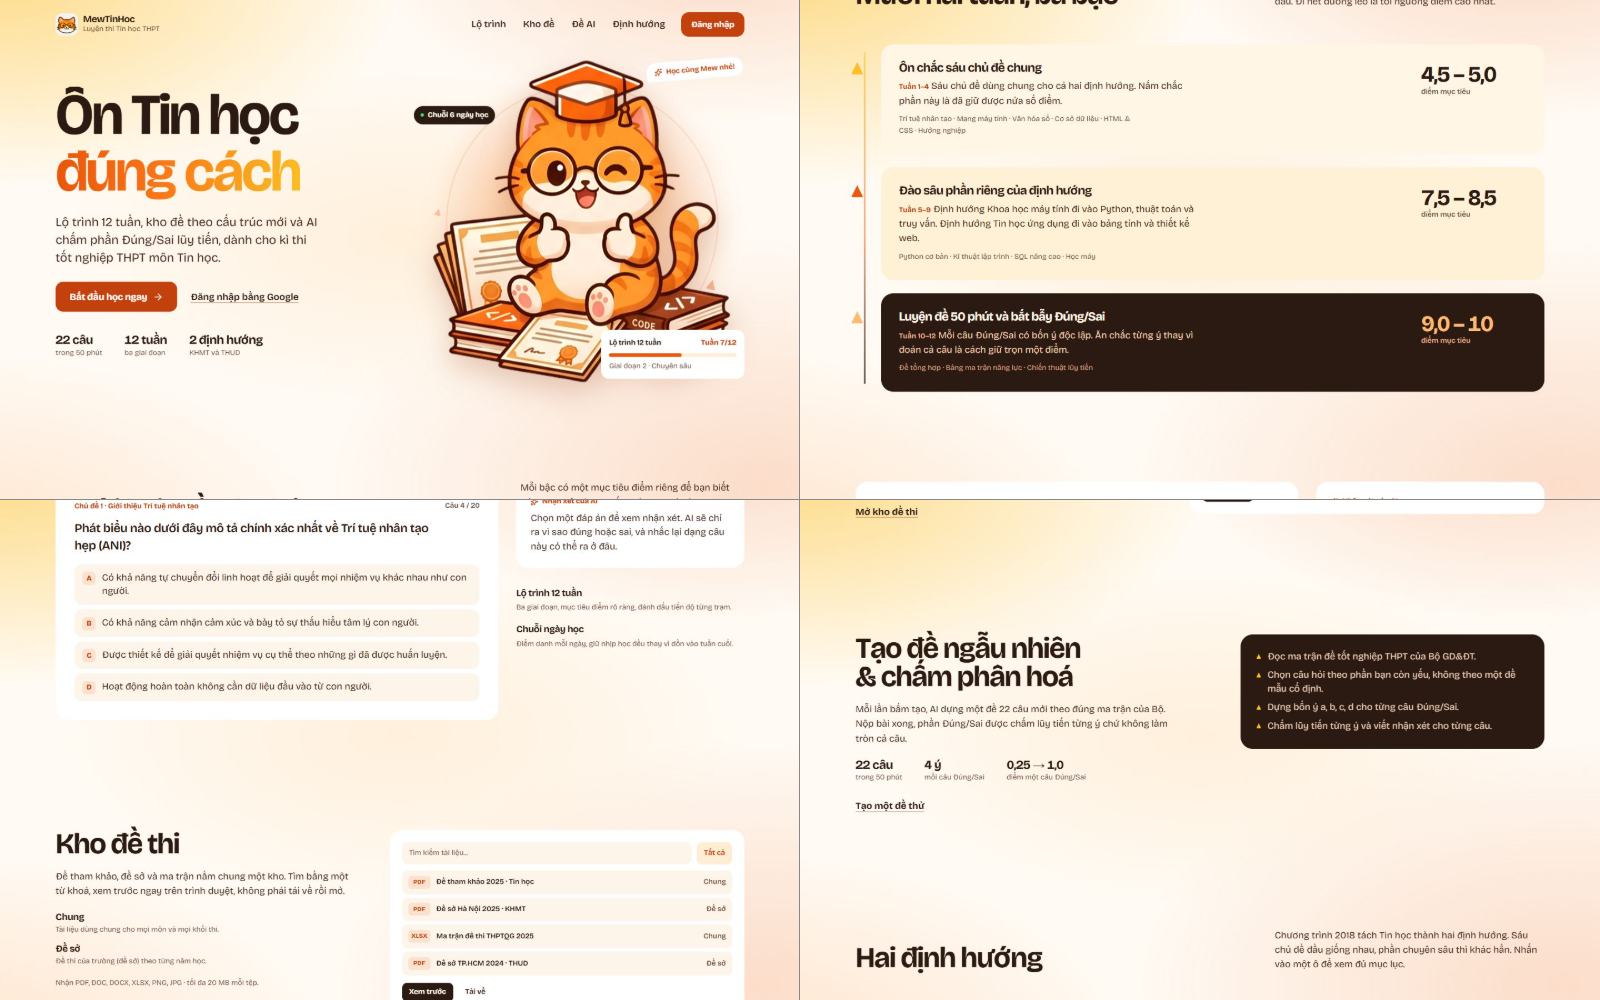 MewTinHoc
Luyện thi Tin học THPT
Lộ trình
Kho đề
Đề AI
Định hướng
Đăng nhập
Học cùng Mew nhé!
Chuỗi 6 ngày học
Ôn Tin học
đúng cách
Lộ trình 12 tuần, kho đề theo cấu trúc mới và AI
chấm phần Đúng/Sai lũy tiến, dành cho kì thi
tốt nghiệp THPT môn Tin học.
Bắt đầu học ngay →
Đăng nhập bằng Google
22 câu
trong 50 phút
12 tuần
ba giai đoạn
2 định hướng
KHMT và THUD
</>
CODE
Lộ trình 12 tuần
Tuần 7/12
Giai đoạn 2 · Chuyên sâu
Mỗi bậc có một mục tiêu điểm riêng để bạn biết
Mười hai tuần, ba bậc
đầu. Đi hết đường leo là tới ngưỡng điểm cao nhất.
Ôn chắc sáu chủ đề chung
Tuần 1–4 Sáu chủ đề dùng chung cho cả hai định hướng. Nắm chắc
phần này là đã giữ được nửa số điểm.
Trí tuệ nhân tạo · Mạng máy tính · Văn hóa số · Cơ sở dữ liệu · HTML &
CSS · Hướng nghiệp
4,5 – 5,0
điểm mục tiêu
Đào sâu phần riêng của định hướng
Tuần 5–9 Định hướng Khoa học máy tính đi vào Python, thuật toán và
truy vấn. Định hướng Tin học ứng dụng đi vào bảng tính và thiết kế
web.
Python cơ bản · Kĩ thuật lập trình · SQL nâng cao · Học máy
7,5 – 8,5
điểm mục tiêu
Luyện đề 50 phút và bắt bẫy Đúng/Sai
Tuần 10–12 Mỗi câu Đúng/Sai có bốn ý độc lập. Ăn chắc từng ý thay vì
đoán cả câu là cách giữ trọn một điểm.
Đề tổng hợp · Bảng ma trận năng lực · Chiến thuật lũy tiến
9,0 – 10
điểm mục tiêu
Chủ đề 1 · Giới thiệu Trí tuệ nhân tạo
Câu 4 / 20
Phát biểu nào dưới đây mô tả chính xác nhất về Trí tuệ nhân tạo
hẹp (ANI)?
A Có khả năng tự chuyển đổi linh hoạt để giải quyết mọi nhiệm vụ khác nhau như con
người.
B Có khả năng cảm nhận cảm xúc và bày tỏ sự thấu hiểu tâm lý con người.
C Được thiết kế để giải quyết nhiệm vụ cụ thể theo những gì đã được huấn luyện.
D Hoạt động hoàn toàn không cần dữ liệu đầu vào từ con người.
Nhận xét của AI
Chọn một đáp án để xem nhận xét. AI sẽ chỉ
ra vì sao đúng hoặc sai, và nhắc lại dạng câu
này có thể ra ở đâu.
Lộ trình 12 tuần
Ba giai đoạn, mục tiêu điểm rõ ràng, đánh dấu tiến độ từng trạm.
Chuỗi ngày học
Điểm danh mỗi ngày, giữ nhịp học đều thay vì dồn vào tuần cuối.
Kho đề thi
Đề tham khảo, đề sở và ma trận nằm chung một kho. Tìm bằng một
từ khoá, xem trước ngay trên trình duyệt, không phải tải về rồi mở.
Chung
Tài liệu dùng chung cho mọi môn và mọi khối thi.
Đề sở
Đề thi của trường (đề sở) theo từng năm học.
Nhận PDF, DOC, DOCX, XLSX, PNG, JPG · tối đa 20 MB mỗi tệp.
Tìm kiếm tài liệu...
Tất cả
PDF Đề tham khảo 2025 · Tin học Chung
PDF Đề sở Hà Nội 2025 · KHMT Đề sở
XLSX Ma trận đề thi THPTQG 2025 Chung
PDF Đề sở TP.HCM 2024 · THUD Đề sở
Xem trước
Tải về
Mở kho đề thi
Tạo đề ngẫu nhiên
& chấm phân hoá
Mỗi lần bấm tạo, AI dựng một đề 22 câu mới theo đúng ma trận của Bộ.
Nộp bài xong, phần Đúng/Sai được chấm lũy tiến từng ý chứ không làm
tròn cả câu.
22 câu
trong 50 phút
4 ý
mỗi câu Đúng/Sai
0,25 → 1,0
điểm một câu Đúng/Sai
Tạo một đề thử
Đọc ma trận đề tốt nghiệp THPT của Bộ GD&ĐT.
Chọn câu hỏi theo phần bạn còn yếu, không theo một đề
mẫu cố định.
Dựng bốn ý a, b, c, d cho từng câu Đúng/Sai.
Chấm lũy tiến từng ý và viết nhận xét cho từng câu.
Hai định hướng
Chương trình 2018 tách Tin học thành hai định hướng. Sáu
chủ đề đầu giống nhau, phần chuyên sâu thì khác hẳn. Nhấn
vào một ô để xem đủ mục lục.